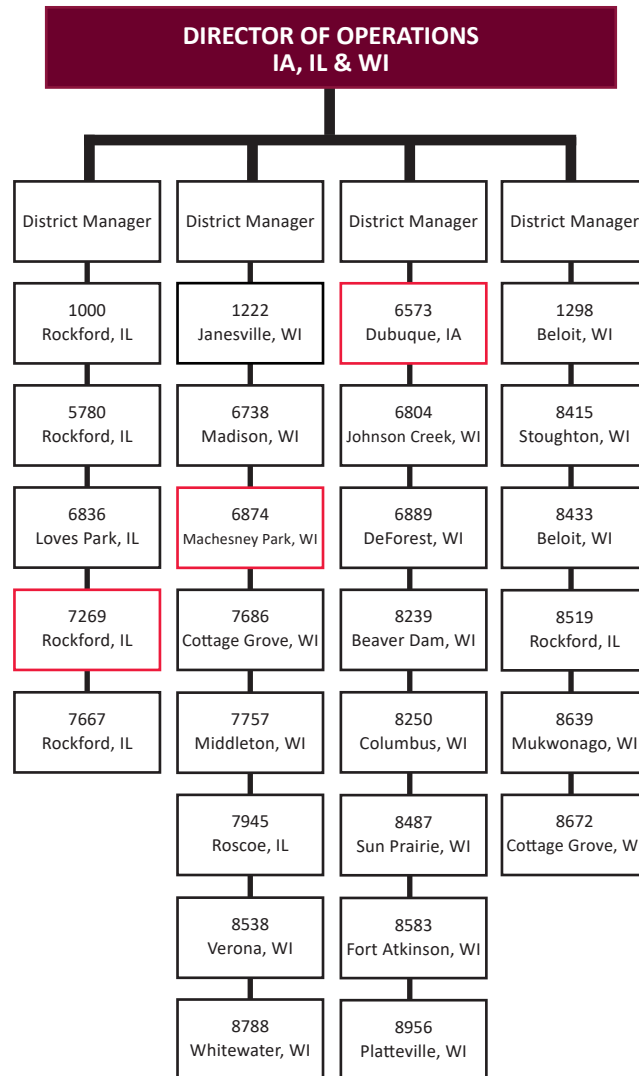 DIRECTOR OF OPERATIONS
IA, IL & WI
District Manager
1000
Rockford, IL
5780
Rockford, IL
6836
Loves Park, IL
7269
Rockford, IL
7667
Rockford, IL
District Manager
1222
Janesville, WI
6738
Madison, WI
6874
Machesney Park, WI
7686
Cottage Grove, WI
7757
Middleton, WI
7945
Roscoe, IL
8538
Verona, WI
8788
Whitewater, WI
District Manager
6573
Dubuque, IA
6804
Johnson Creek, WI
6889
DeForest, WI
8239
Beaver Dam, WI
8250
Columbus, WI
8487
Sun Prairie, WI
8583
Fort Atkinson, WI
8956
Platteville, WI
District Manager
1298
Beloit, WI
8415
Stoughton, WI
8433
Beloit, WI
8519
Rockford, IL
8639
Mukwonago, WI
8672
Cottage Grove, W